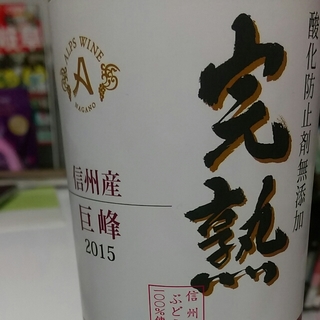 酸化防止剤無添加
完熟
ALPS WINE
A
NAGANO
信州産
巨峰
2015
信州
ぶどう
100%使